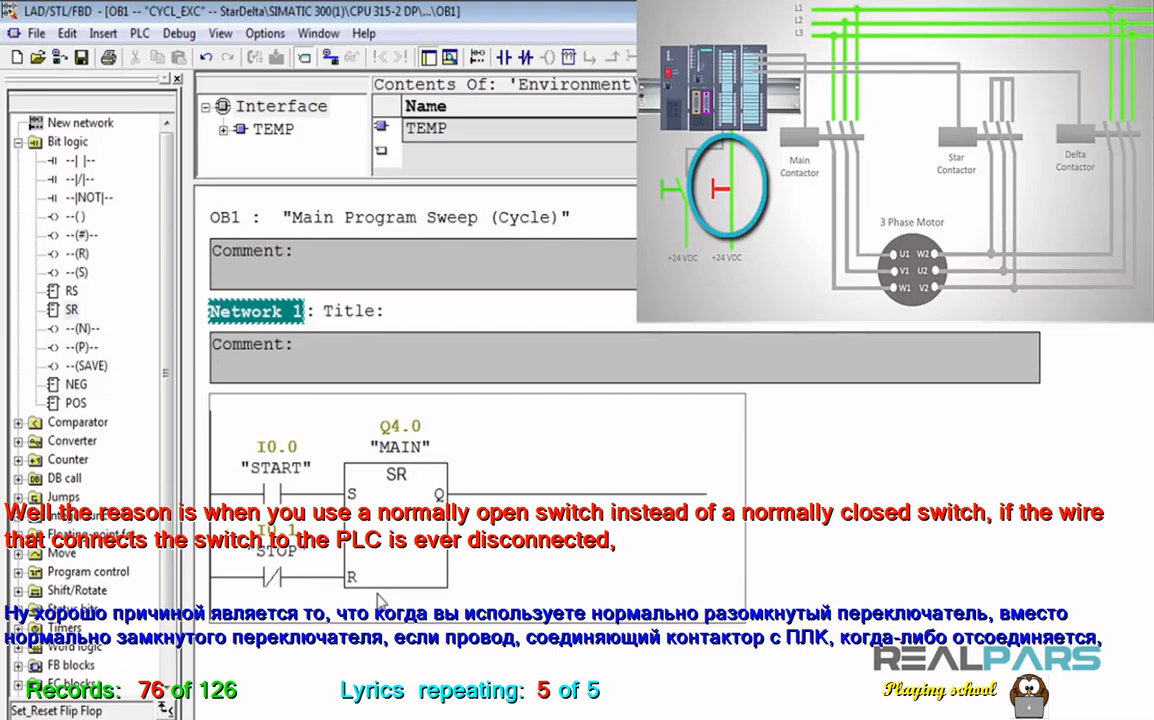 LAD/STL/FBD - [OB1 -- "CYCL_EXC" -- StarDelta\SIMATIC 300(1)\CPU 315-2 DP\...\OB1]
File Edit Insert PLC Debug View Options Window Help
Contents Of: 'Environment\
Interface
TEMP
Name
TEMP
New network
Bit logic
--| |--
--|/|--
--|NOT|--
--( )
--(#)--
--(R)
--(S)
RS
SR
--(N)--
--(P)--
--(SAVE)
NEG
POS
Comparator
Converter
Counter
DB call
Jumps
Move
Program control
Shift/Rotate
Timers
Word logic
FB blocks
FC blocks
Set_Reset Flip Flop
OB1 : "Main Program Sweep (Cycle)"
Comment:
Network 1: Title:
Comment:
Q4.0
I0.0
"MAIN"
"START"
SR
S
Q
I0.1
"STOP"
R
L1
L2
L3
Main
Contactor
Star
Contactor
Delta
Contactor
3 Phase Motor
U1 W2
V1 U2
W1 V2
+24 VDC +24 VDC
Well the reason is when you use a normally open switch instead of a normally closed switch, if the wire
that connects the switch to the PLC is ever disconnected,
Ну хорошо причиной является то, что когда вы используете нормально разомкнутый переключатель, вместо
нормально замкнутого переключателя, если провод, соединяющий контактор с ПЛК, когда-либо отсоединяется,
REALPARS
Playing school
Records: 76 of 126
Lyrics repeating: 5 of 5